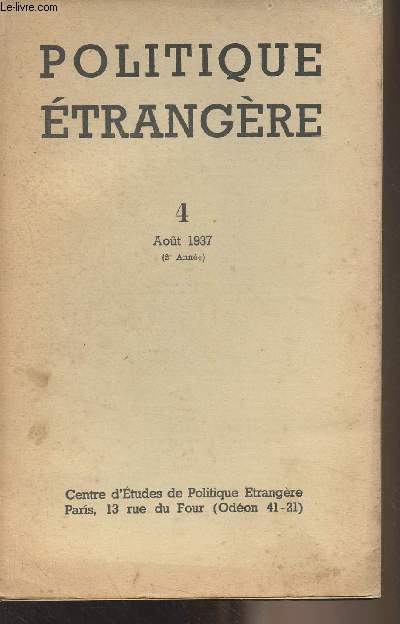 Le-livre.com
POLITIQUE
ÉTRANGÈRE
4
Août 1937
(2e Année)
Centre d'Études de Politique Etrangère
Paris, 13 rue du Four (Odéon 41-21)